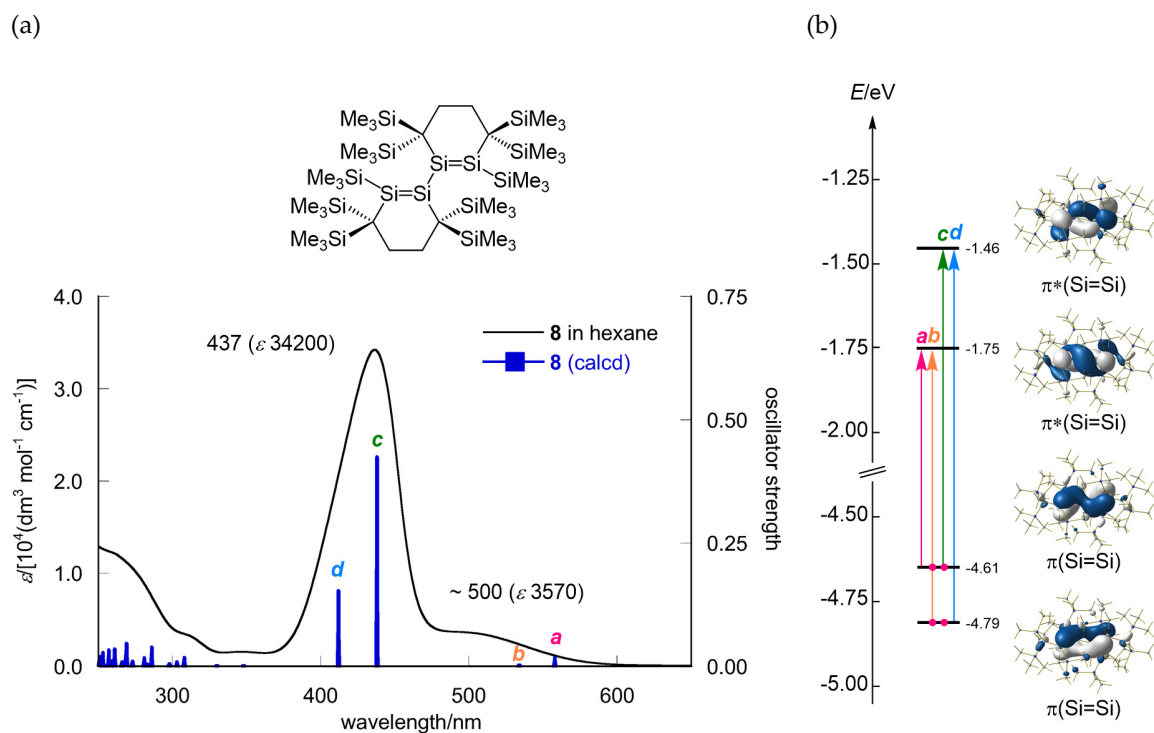 (a)
(b)
Me₃Si
SiMe₃
Me₃Si
SiMe₃
Si=Si
Me₃Si
SiMe₃
Si=Si
Me₃Si
SiMe₃
Me₃Si
SiMe₃
4.0
3.0
2.0
1.0
0.0
ε/[10⁴(dm³ mol⁻¹ cm⁻¹)]
0.75
0.50
0.25
0.00
oscillator strength
300
400
500
600
wavelength/nm
437 (ε 34200)
8 in hexane
8 (calcd)
~ 500 (ε 3570)
c
d
a
b
E/eV
-1.25
-1.50
-1.75
-2.00
-4.50
-4.75
-5.00
c d
-1.46
a b
-1.75
-4.61
-4.79
π*(Si=Si)
π*(Si=Si)
π(Si=Si)
π(Si=Si)